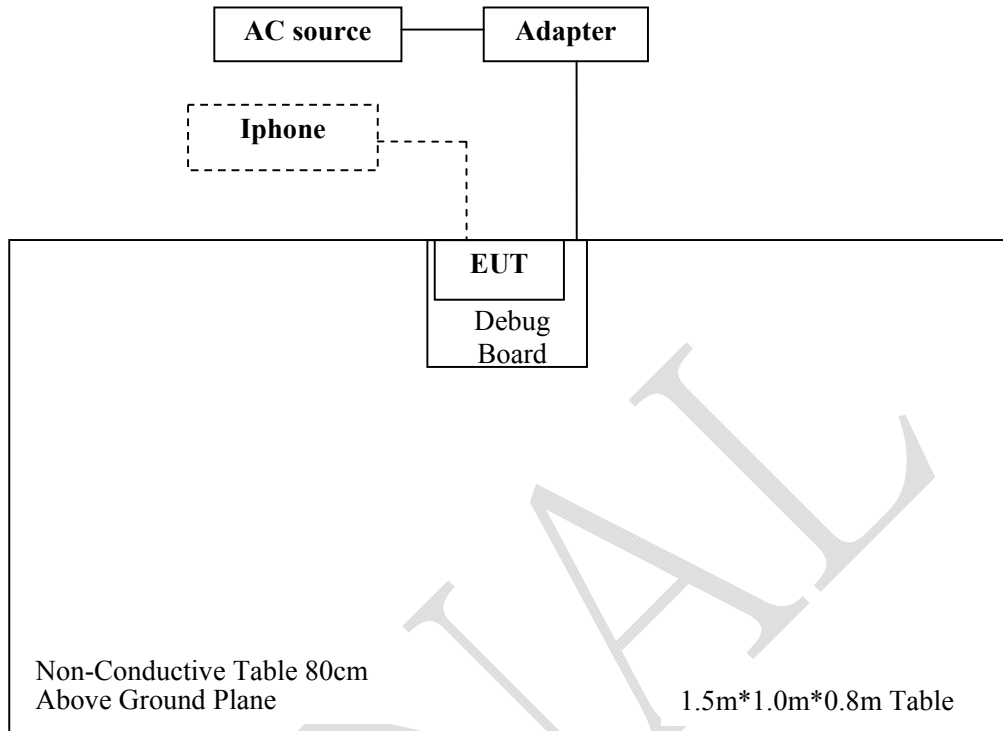 AC source
Adapter
Iphone
EUT
Debug
Board
Non-Conductive Table 80cm
Above Ground Plane
1.5m*1.0m*0.8m Table
NAL